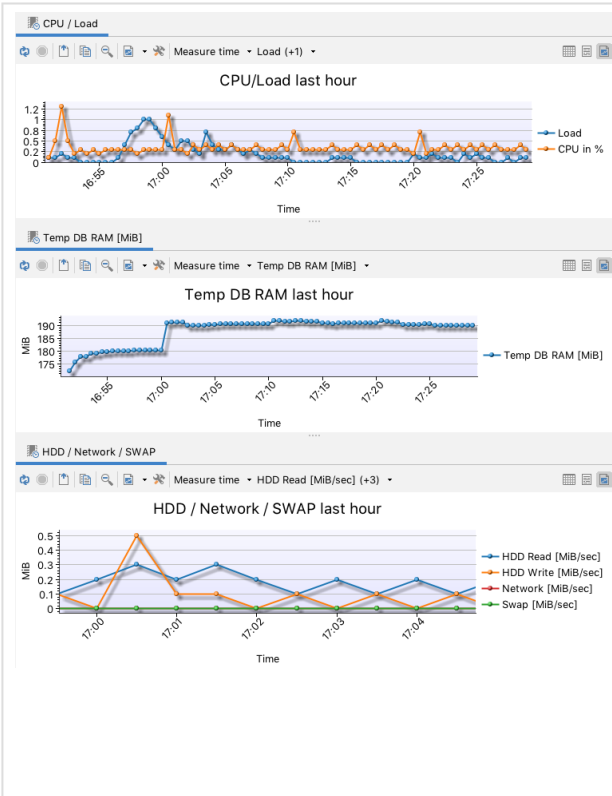 CPU / Load
Measure time Load (+1)
CPU/Load last hour
1.2
1
0.8
0.5
0.2
0
Load
CPU in %
16:55 17:00 17:05 17:10 17:15 17:20 17:25
Time
Temp DB RAM [MiB]
Measure time Temp DB RAM [MiB]
Temp DB RAM last hour
MiB
190
185
180
175
Temp DB RAM [MiB]
16:55 17:00 17:05 17:10 17:15 17:20 17:25
Time
HDD / Network / SWAP
Measure time HDD Read [MiB/sec] (+3)
HDD / Network / SWAP last hour
MiB
0.5
0.4
0.3
0.2
0.1
0
HDD Read [MiB/sec]
HDD Write [MiB/sec]
Network [MiB/sec]
Swap [MiB/sec]
17:00 17:01 17:02 17:03 17:04
Time